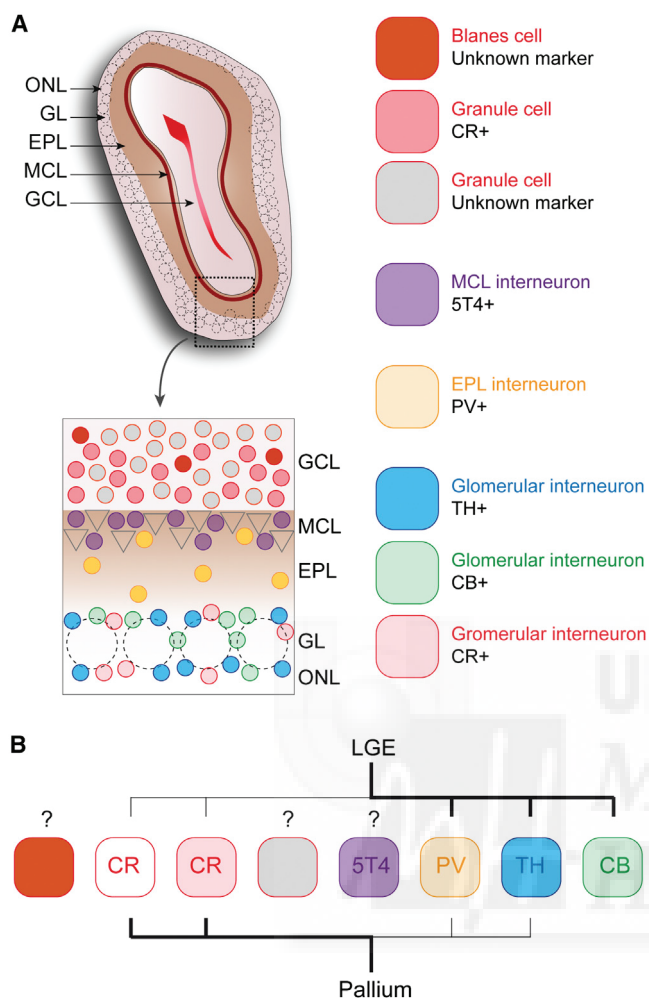 A
ONL
GL
EPL
MCL
GCL
Blanes cell
Unknown marker
Granule cell
CR+
Granule cell
Unknown marker
MCL interneuron
5T4+
EPL interneuron
PV+
Glomerular interneuron
TH+
Glomerular interneuron
CB+
Gromerular interneuron
CR+
GCL
MCL
EPL
GL
ONL
B
LGE
? ? ?
CR CR 5T4 PV TH CB
Pallium